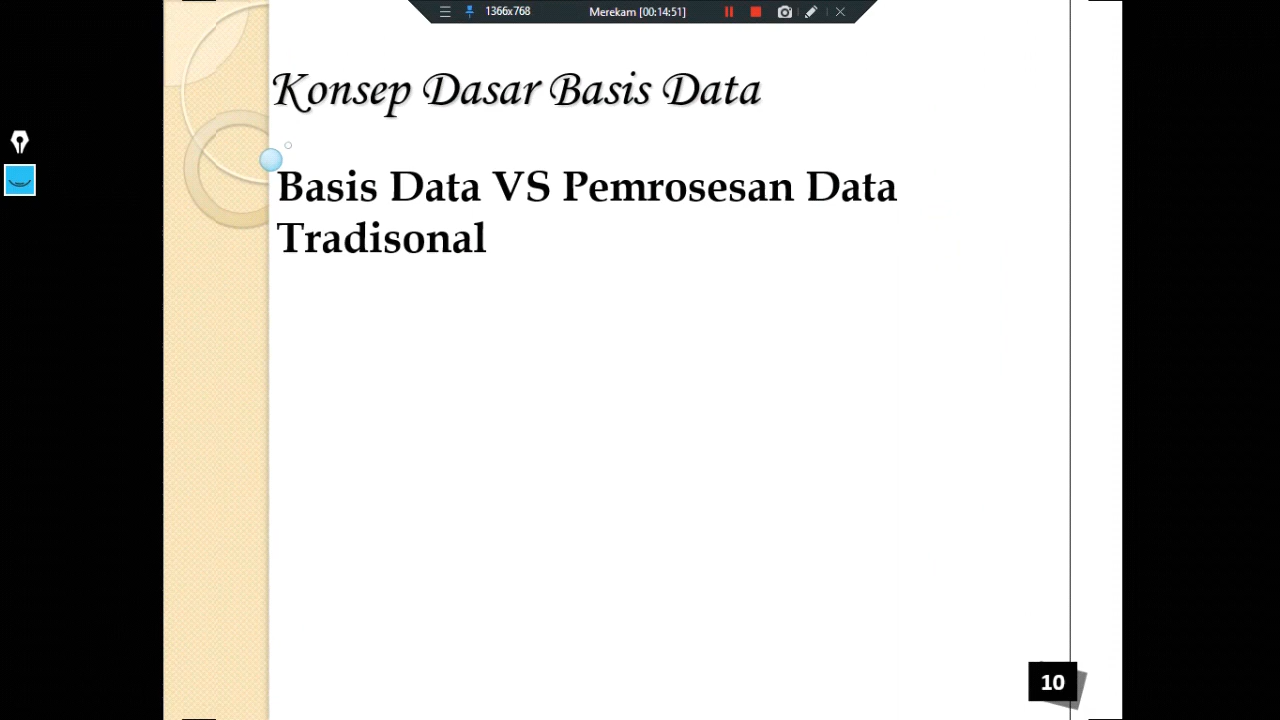 1366x768 Merekam [00:14:51]
Konsep Dasar Basis Data
Basis Data VS Pemrosesan Data
Tradisonal
10